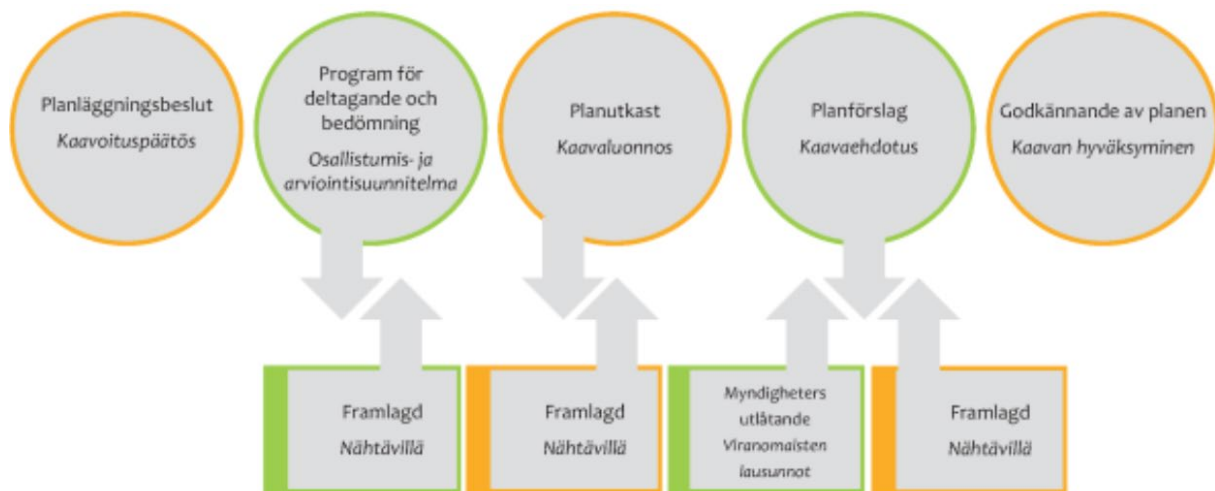 Planläggningsbeslut
Kaavoituspäätös
Program för
deltagande och
bedömning
Osallistumis- ja
arviointisuunnitelma
Planutkast
Kaavaluonnos
Planförslag
Kaavaehdotus
Godkännande av planen
Kaavan hyväksyminen
Framlagd
Nähtävillä
Framlagd
Nähtävillä
Myndigheters
utlåtande
Viranomaisten
lausunnot
Framlagd
Nähtävillä